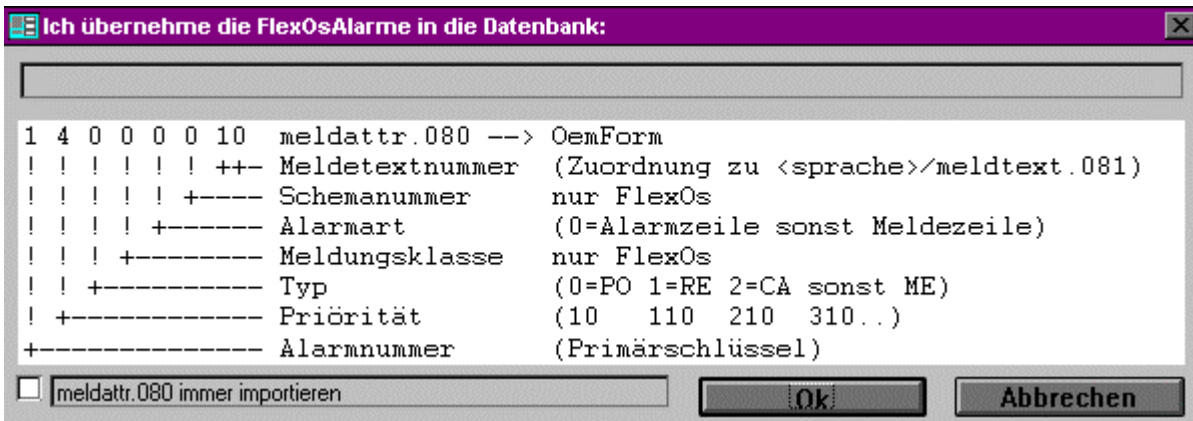 Ich übernehme die FlexOsAlarme in die Datenbank:
1 4 0 0 0 0 10 meldattr.080 --> OemForm
! ! ! ! ! ! ++- Meldetextnummer (Zuordnung zu <sprache>/meldtext.081)
! ! ! ! ! +---- Schemanummer nur FlexOs
! ! ! ! +------ Alarmart (0=Alarmzeile sonst Meldezeile)
! ! ! +-------- Meldungsklasse nur FlexOs
! ! +---------- Typ (0=PO 1=RE 2=CA sonst ME)
! +------------ Priörität (10 110 210 310..)
+-------------- Alarmnummer (Primärschlüssel)
meldattr.080 immer importieren Ok Abbrechen